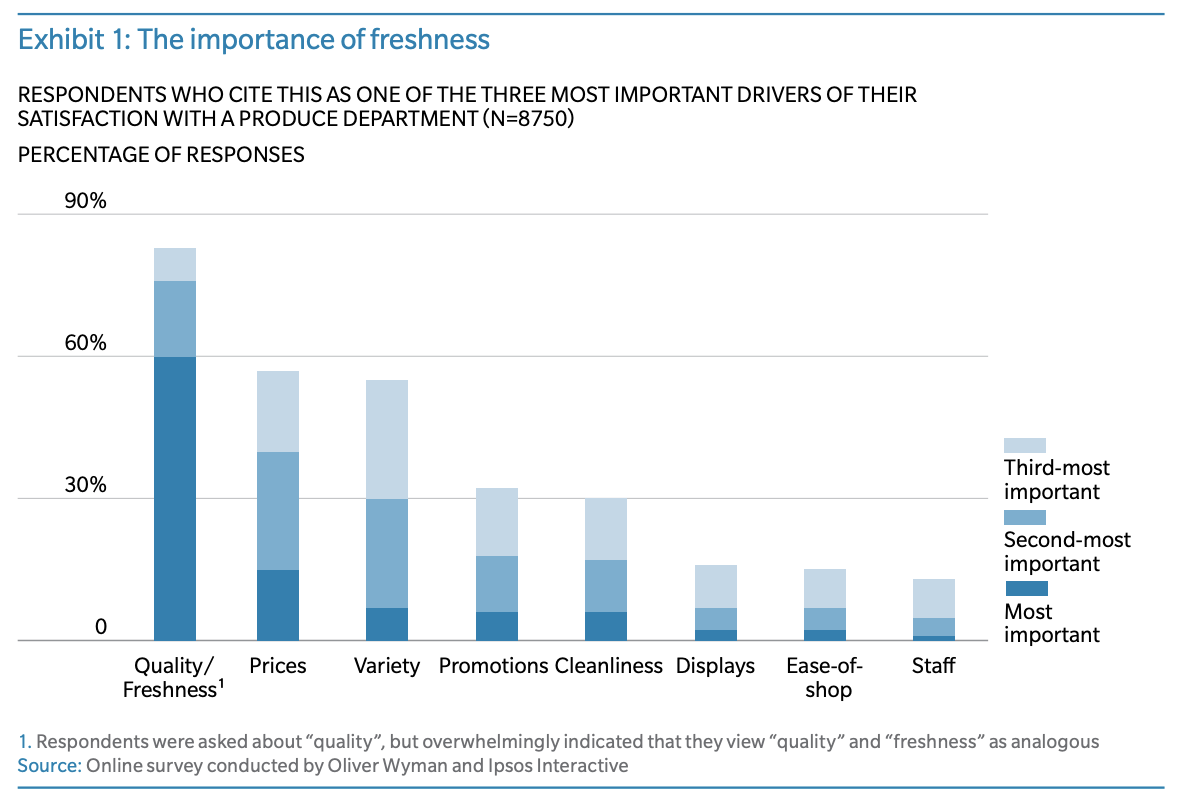 Exhibit 1: The importance of freshness
RESPONDENTS WHO CITE THIS AS ONE OF THE THREE MOST IMPORTANT DRIVERS OF THEIR
SATISFACTION WITH A PRODUCE DEPARTMENT (N=8750)
PERCENTAGE OF RESPONSES
90%
60%
30%
0
Third-most
important
Second-most
important
Most
important
Quality/
Freshness¹
Prices
Variety
Promotions
Cleanliness
Displays
Ease-of-
shop
Staff
1. Respondents were asked about “quality”, but overwhelmingly indicated that they view “quality” and “freshness” as analogous
Source: Online survey conducted by Oliver Wyman and Ipsos Interactive